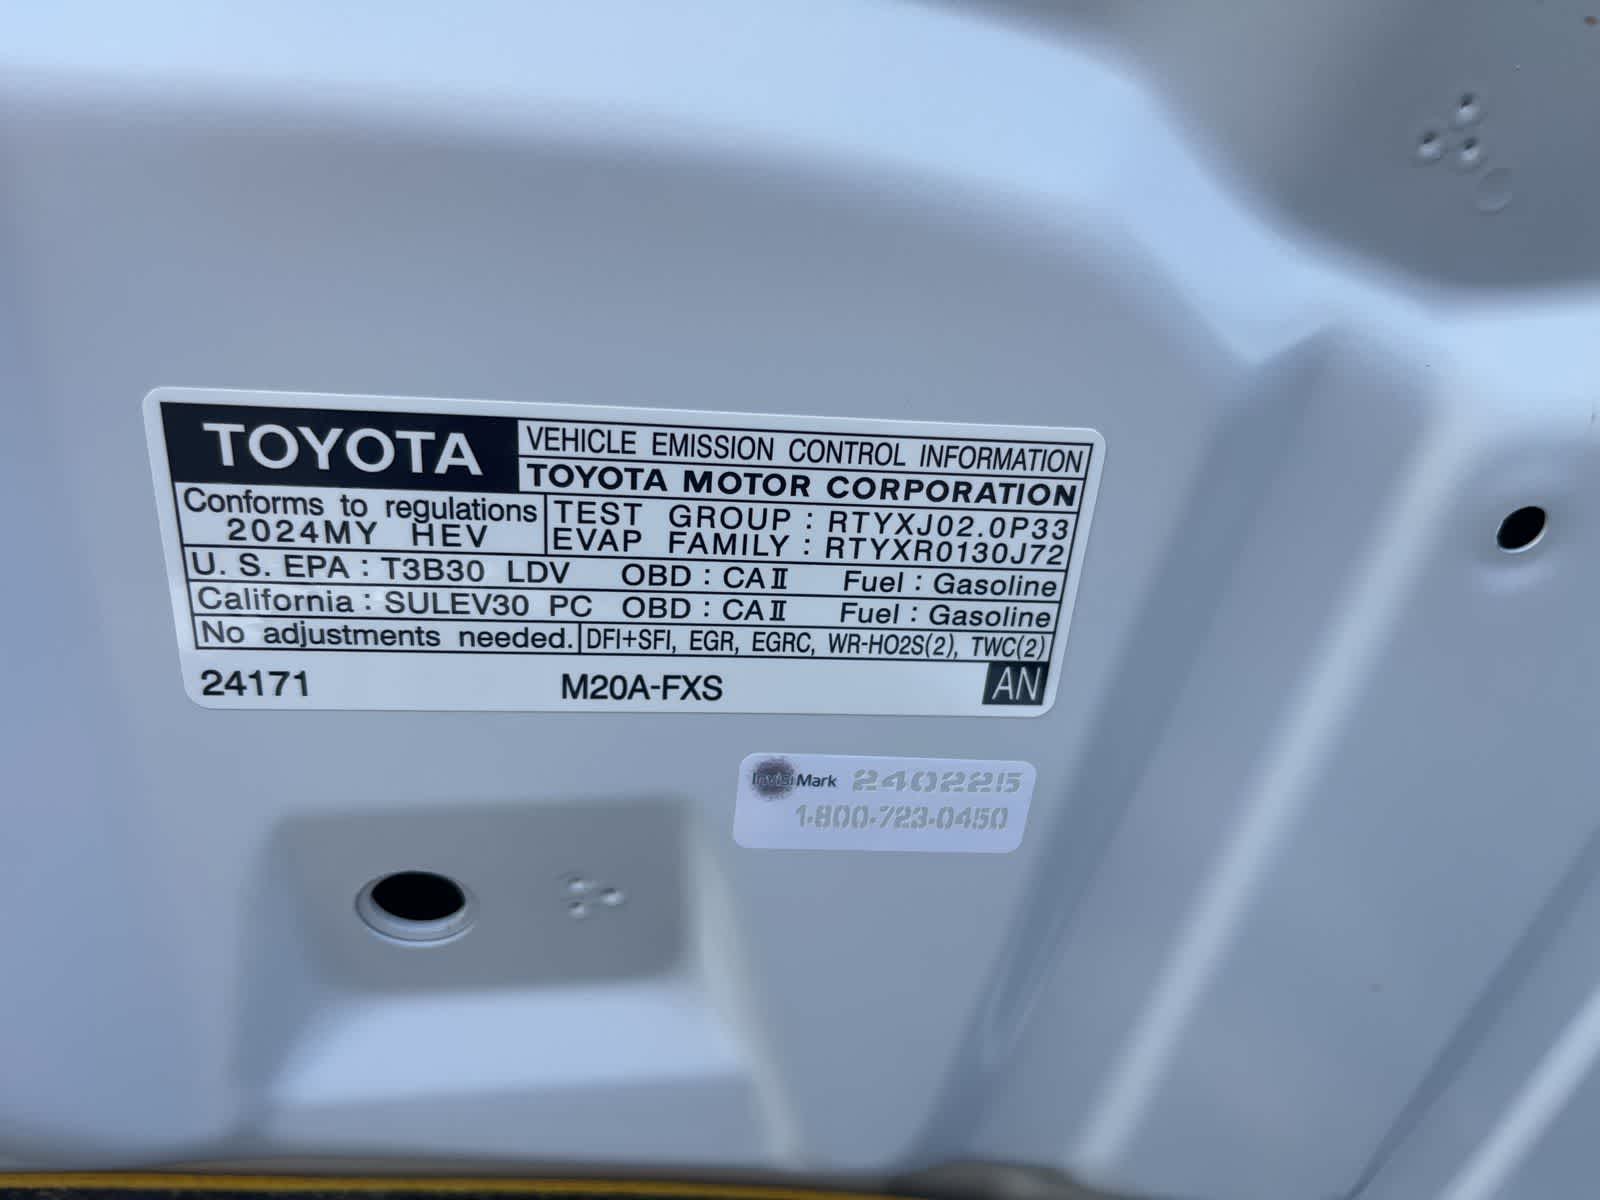 TOYOTA
VEHICLE EMISSION CONTROL INFORMATION
TOYOTA MOTOR CORPORATION
Conforms to regulations
2024MY HEV
TEST GROUP : RTYXJ02.0P33
EVAP FAMILY : RTYXR0130J72
U. S. EPA : T3B30 LDV OBD : CAⅡ Fuel : Gasoline
California : SULEV30 PC OBD : CAⅡ Fuel : Gasoline
No adjustments needed. DFI+SFI, EGR, EGRC, WR-HO2S(2), TWC(2)
24171 M20A-FXS AN
InvisiMark 240225
1-800-723-0450